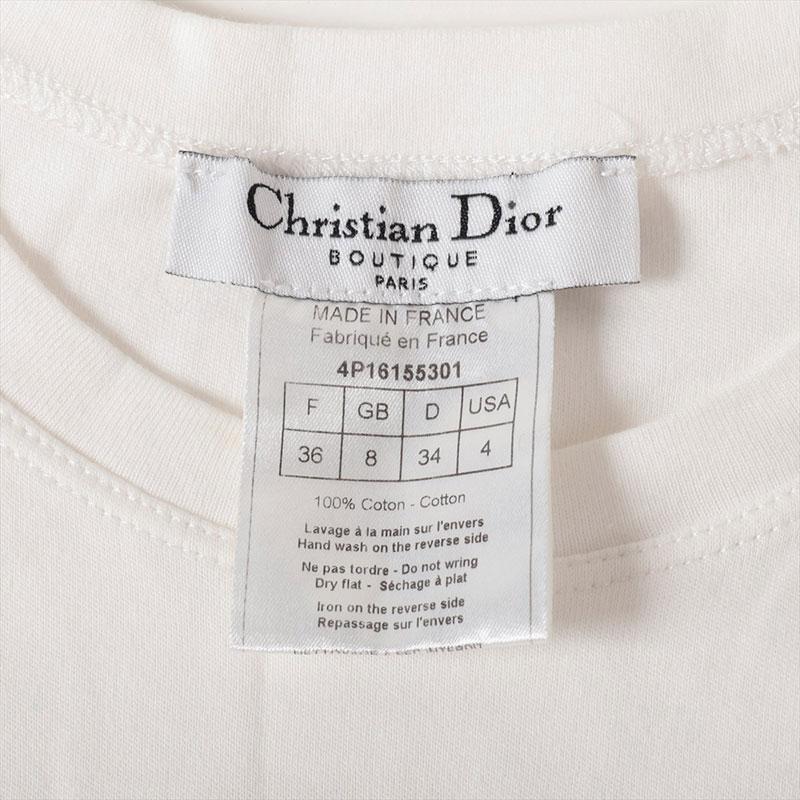 Christian Dior
BOUTIQUE
PARIS
MADE IN FRANCE
Fabriqué en France
4P16155301
F GB D USA
36 8 34 4
100% Coton - Cotton
Lavage à la main sur l'envers
Hand wash on the reverse side
Ne pas tordre - Do not wring
Dry flat - Séchage à plat
Iron on the reverse side
Repassage sur l'envers